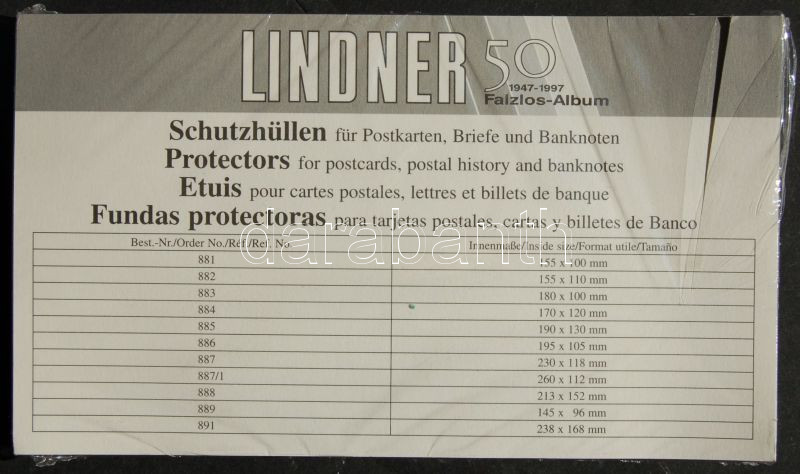 LINDNER 50
1947-1997
Falzlos-Album
Schutzhüllen für Postkarten, Briefe und Banknoten
Protectors for postcards, postal history and banknotes
Etuis pour cartes postales, lettres et billets de banque
Fundas protectoras para tarjetas postales, cartas y billetes de Banco
darabanth
Best.-Nr./Order No./Réf./Ref. No. Innenmaße/Inside size/Format utile/Tamaño
881 155 x 100 mm
882 155 x 110 mm
883 180 x 100 mm
884 170 x 120 mm
885 190 x 130 mm
886 195 x 105 mm
887 230 x 118 mm
887/1 260 x 112 mm
888 213 x 152 mm
889 145 x 96 mm
891 238 x 168 mm